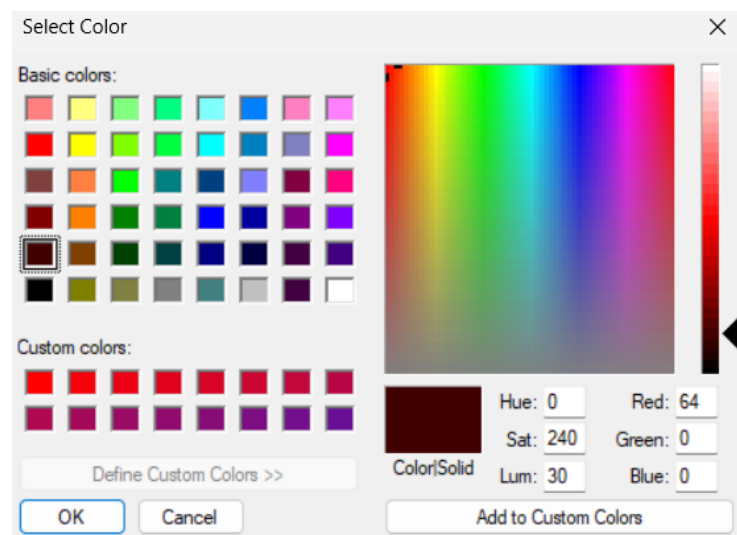 Select Color
Basic colors:
Custom colors:
Define Custom Colors >>
OK Cancel
Color|Solid
Hue: 0 Red: 64
Sat: 240 Green: 0
Lum: 30 Blue: 0
Add to Custom Colors